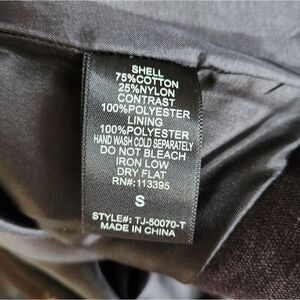 SHELL
75%COTTON
25%NYLON
CONTRAST
100%POLYESTER
LINING
100%POLYESTER
HAND WASH COLD SEPARATELY
DO NOT BLEACH
IRON LOW
DRY FLAT
RN#:113395
S
STYLE#: TJ-50070-T
MADE IN CHINA